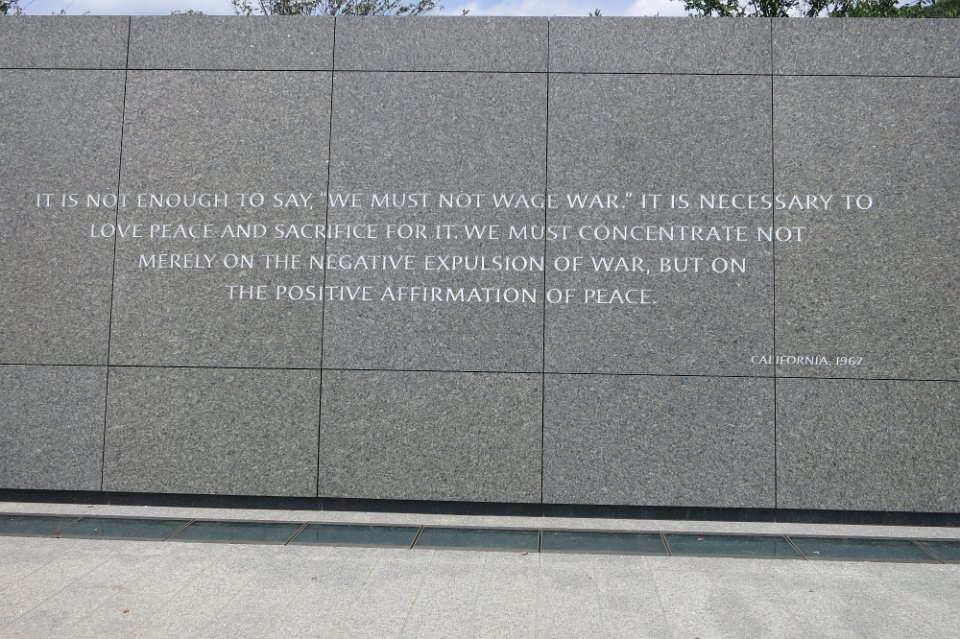 IT IS NOT ENOUGH TO SAY, "WE MUST NOT WAGE WAR." IT IS NECESSARY TO
LOVE PEACE AND SACRIFICE FOR IT. WE MUST CONCENTRATE NOT
MERELY ON THE NEGATIVE EXPULSION OF WAR, BUT ON
THE POSITIVE AFFIRMATION OF PEACE.
CALIFORNIA, 1967